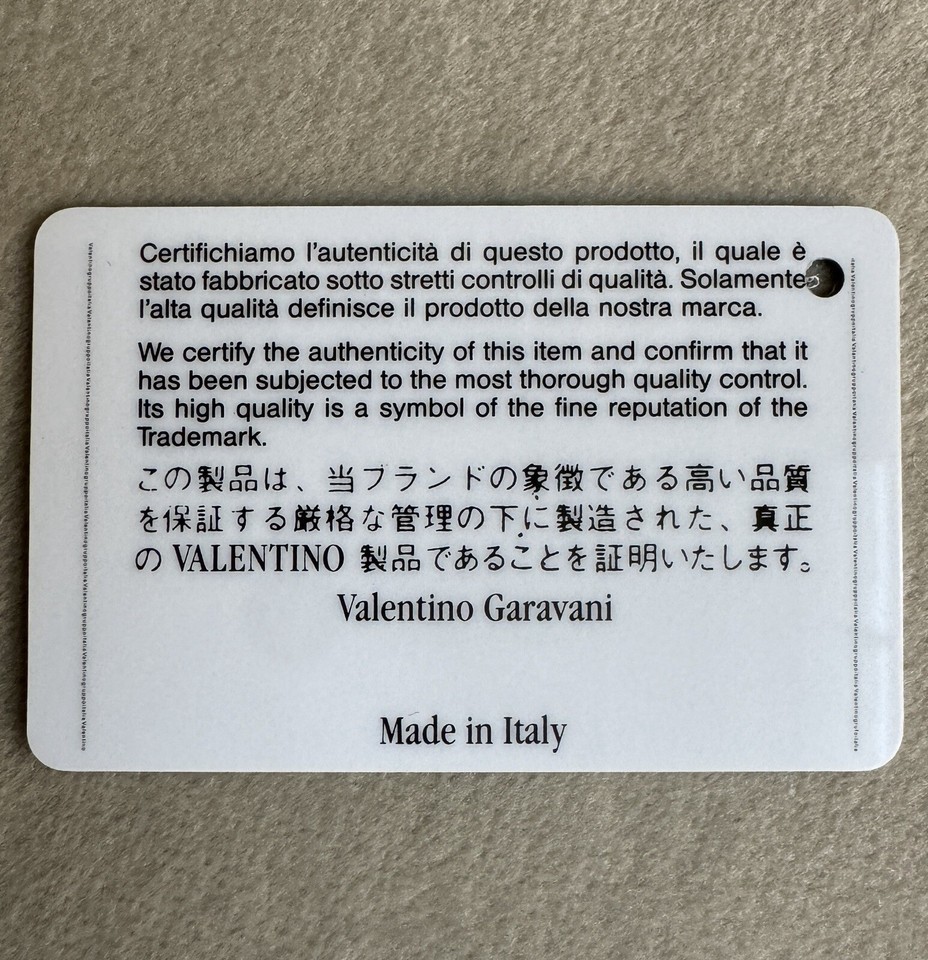 Certifichiamo l'autenticità di questo prodotto, il quale è
stato fabbricato sotto stretti controlli di qualità. Solamente
l'alta qualità definisce il prodotto della nostra marca.
We certify the authenticity of this item and confirm that it
has been subjected to the most thorough quality control.
Its high quality is a symbol of the fine reputation of the
Trademark.
この製品は、当ブランドの象徴である高い品質
を保証する厳格な管理の下に製造された、真正
の VALENTINO 製品であることを証明いたします。
Valentino Garavani
Made in Italy